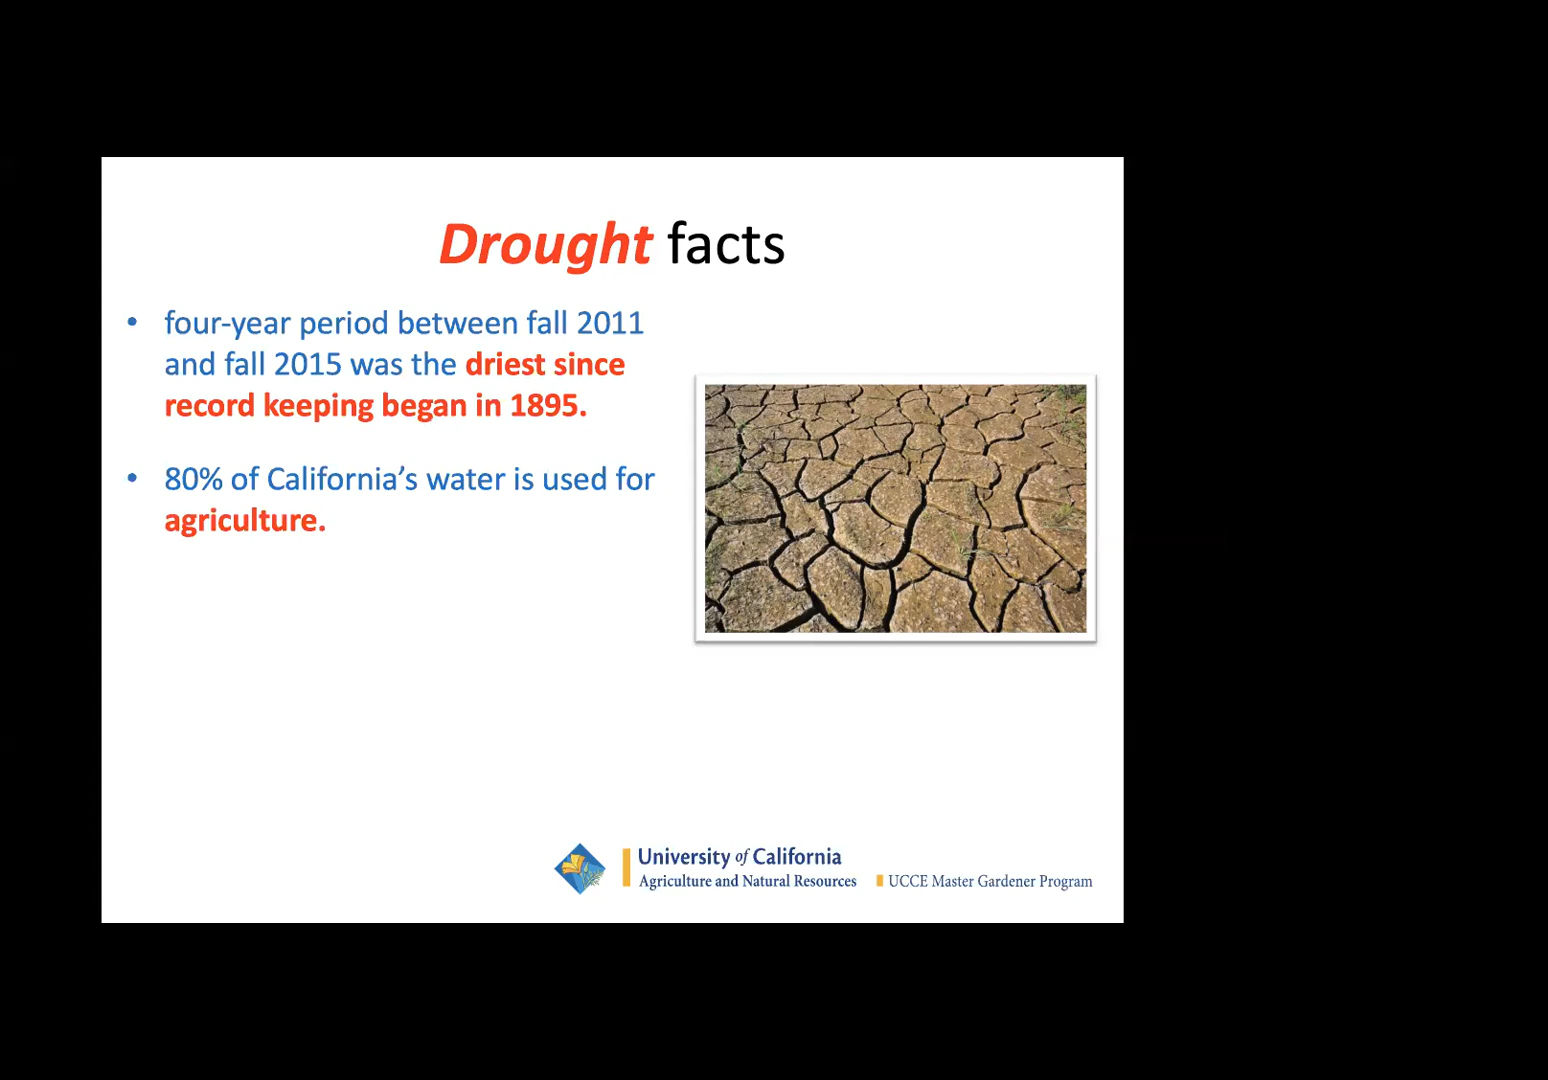 Drought facts
• four-year period between fall 2011
and fall 2015 was the driest since
record keeping began in 1895.
• 80% of California’s water is used for
agriculture.
University of California
Agriculture and Natural Resources
UCCE Master Gardener Program